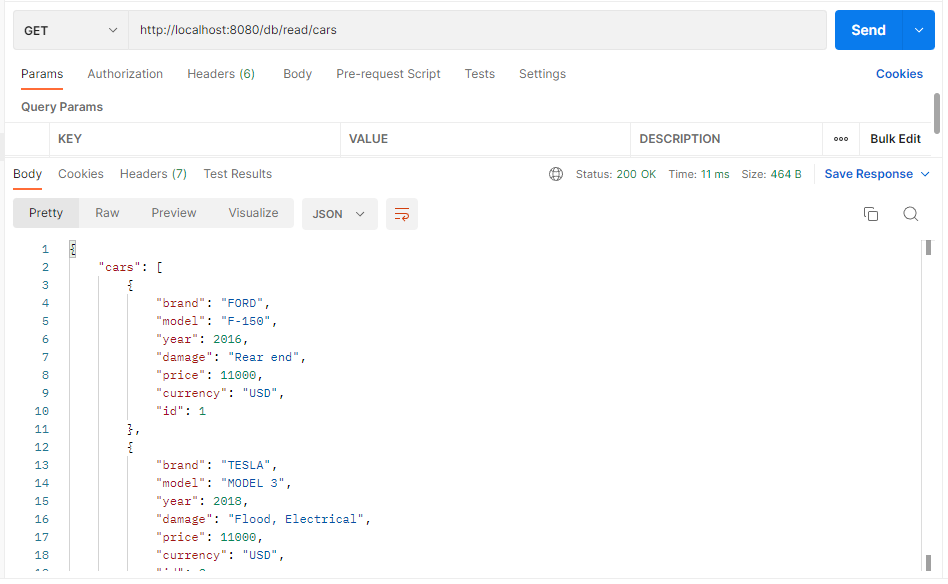 GET http://localhost:8080/db/read/cars Send
Params Authorization Headers (6) Body Pre-request Script Tests Settings Cookies
Query Params
KEY VALUE DESCRIPTION ooo Bulk Edit
Body Cookies Headers (7) Test Results Status: 200 OK Time: 11 ms Size: 464 B Save Response
Pretty Raw Preview Visualize JSON
1 {
2 "cars": [
3 {
4 "brand": "FORD",
5 "model": "F-150",
6 "year": 2016,
7 "damage": "Rear end",
8 "price": 11000,
9 "currency": "USD",
10 "id": 1
11 },
12 {
13 "brand": "TESLA",
14 "model": "MODEL 3",
15 "year": 2018,
16 "damage": "Flood, Electrical",
17 "price": 11000,
18 "currency": "USD",